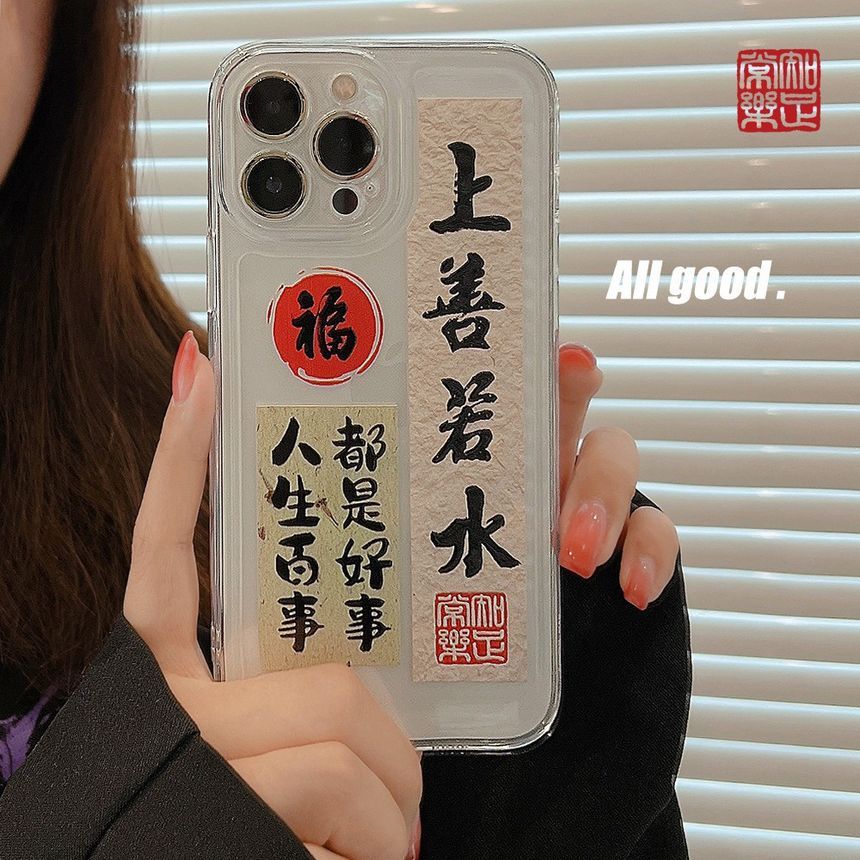 上善若水
知足常樂
福
人生百事
都是好事
知足常樂
All good .